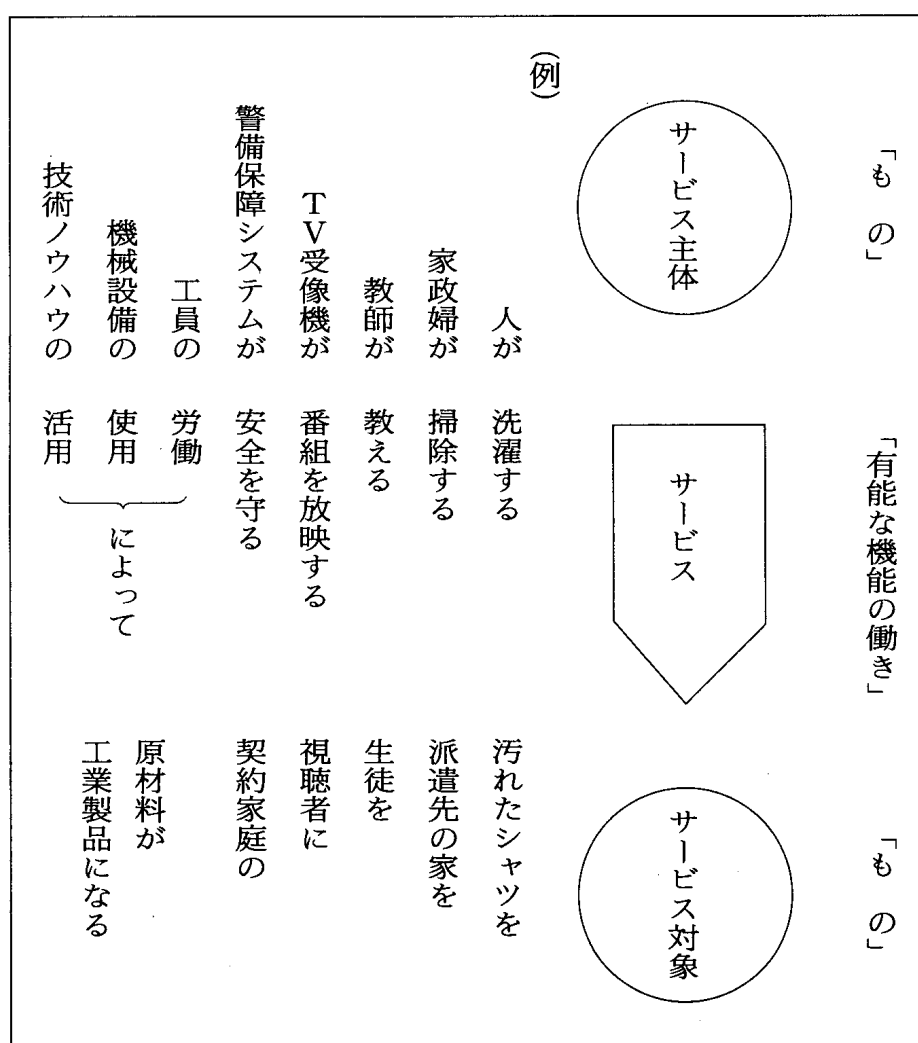 「もの」
「有能な機能の働き」
「もの」
サービス主体
サービス
サービス対象
(例)
人が 洗濯する 汚れたシャツを
家政婦が 掃除する 派遣先の家を
教師が 教える 生徒を
TV受像機が 番組を放映する 視聴者に
警備保障システムが 安全を守る 契約家庭の
工員の 労働
機械設備の 使用
技術ノウハウの 活用
によって
原材料が
工業製品になる